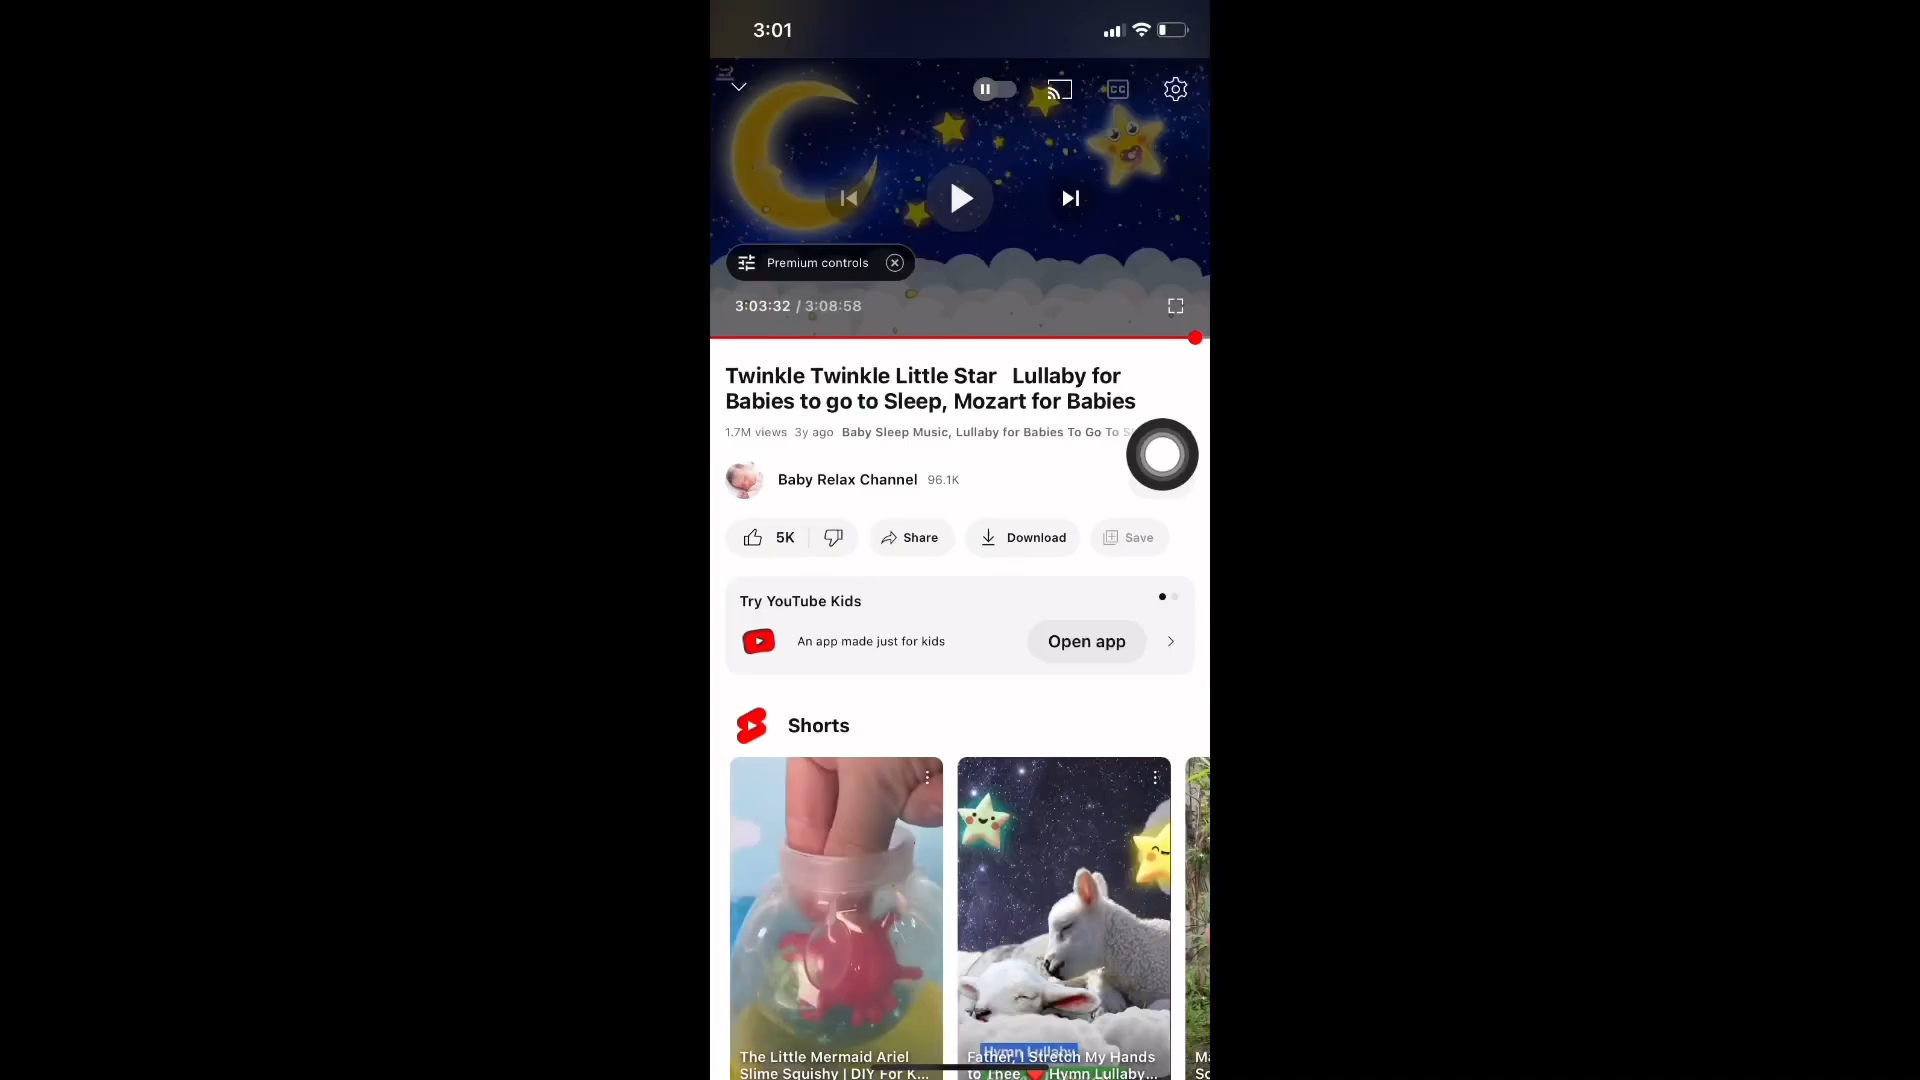 3:01
CC
Premium controls
3:03:32 / 3:08:58
Twinkle Twinkle Little Star Lullaby for
Babies to go to Sleep, Mozart for Babies
1.7M views 3y ago Baby Sleep Music, Lullaby for Babies To Go To
Baby Relax Channel 96.1K
5K
Share
Download
Save
Try YouTube Kids
An app made just for kids
Open app
Shorts
The Little Mermaid Ariel
Slime Squishy | DIY For K...
Hymn Lullaby
Father, I Stretch My Hands
to Thee ❤️ Hymn Lullaby...